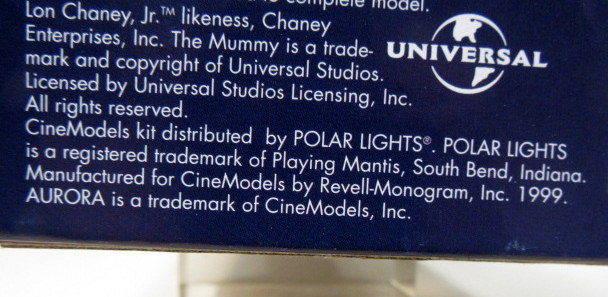 to complete model.
Lon Chaney, Jr.™ likeness, Chaney
Enterprises, Inc. The Mummy is a trade-
mark and copyright of Universal Studios.
Licensed by Universal Studios Licensing, Inc.
All rights reserved.
CineModels kit distributed by POLAR LIGHTS®. POLAR LIGHTS
is a registered trademark of Playing Mantis, South Bend, Indiana.
Manufactured for CineModels by Revell-Monogram, Inc. 1999.
AURORA is a trademark of CineModels, Inc.
UNIVERSAL